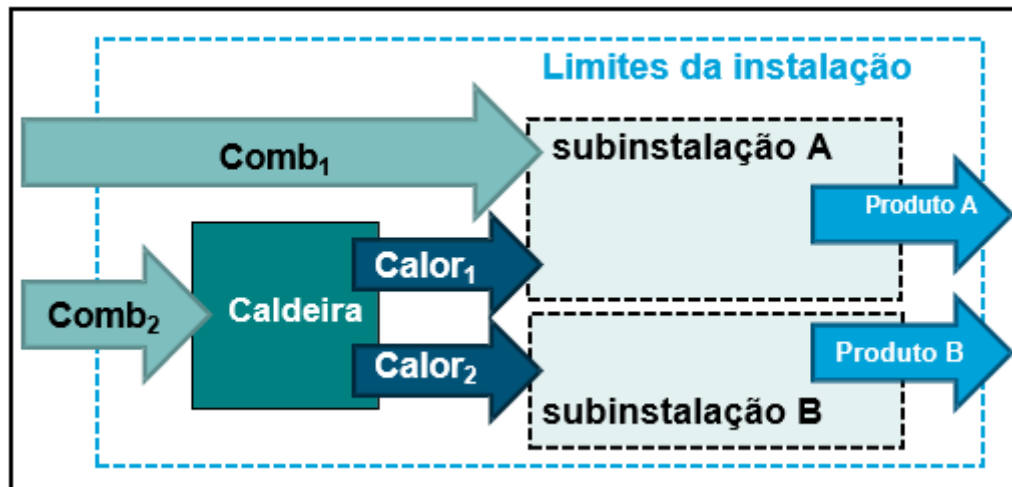 Limites da instalação
subinstalação A
Comb₁
Produto A
Calor₁
Caldeira
Comb₂
Calor₂
Produto B
subinstalação B